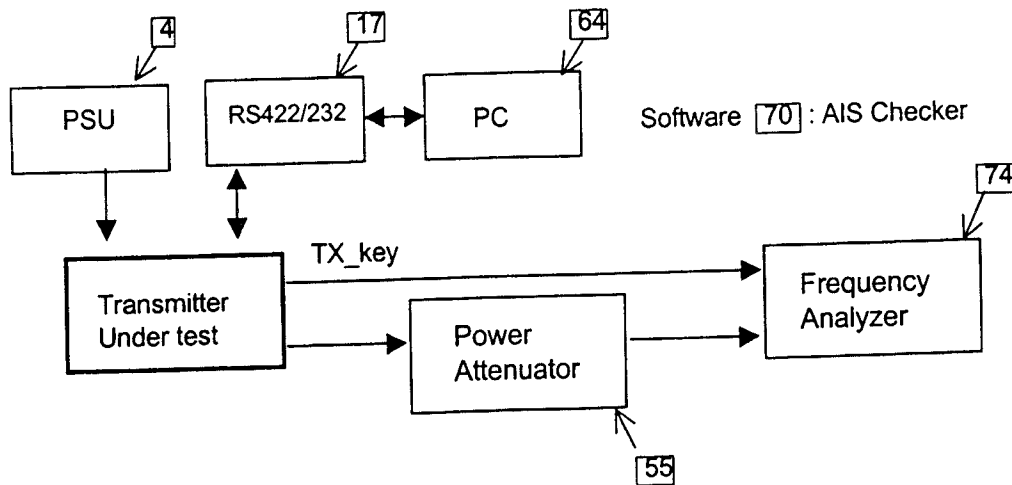 4
17
64
PSU
RS422/232
PC
Software 70 : AIS Checker
74
TX_key
Transmitter
Under test
Frequency
Analyzer
Power
Attenuator
55